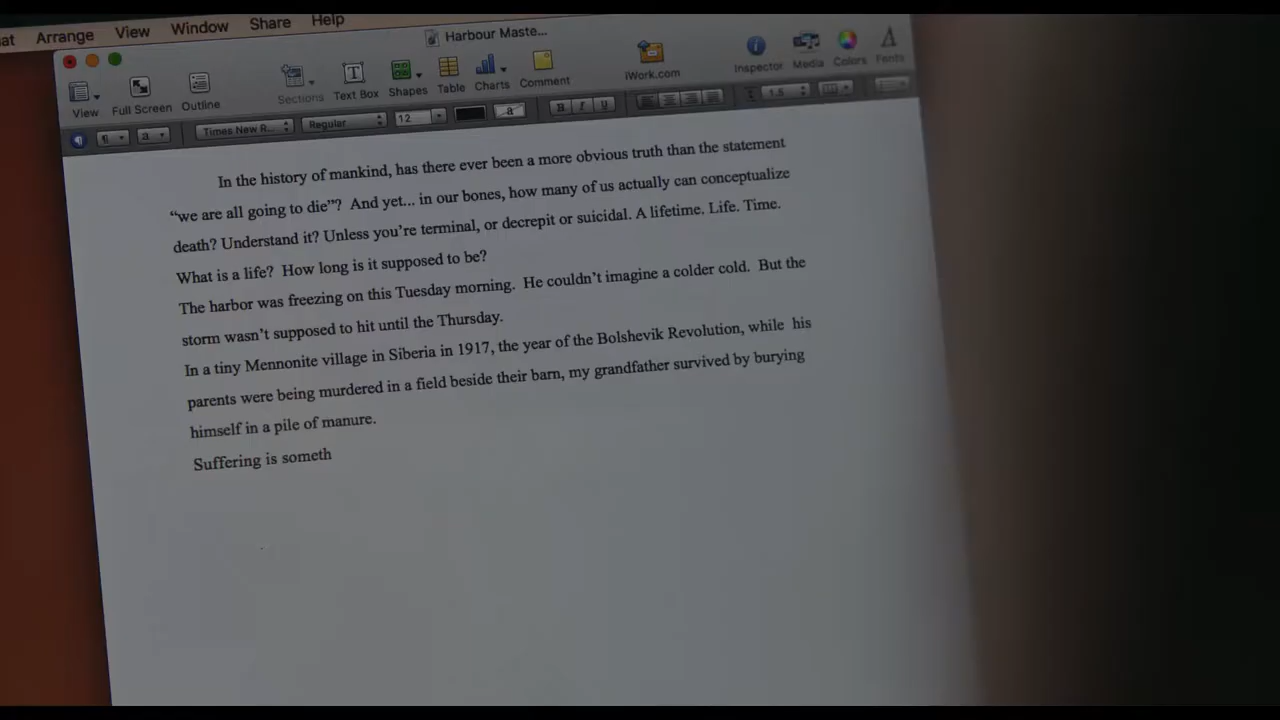 Arrange View Window Share Help
Harbour Maste...
View Full Screen Outline Sections Text Box Shapes Table Charts Comment iWork.com Inspector Media Colors Fonts
a Times New R... Regular 12 a B I U 1.5
In the history of mankind, has there ever been a more obvious truth than the statement
“we are all going to die”? And yet... in our bones, how many of us actually can conceptualize
death? Understand it? Unless you’re terminal, or decrepit or suicidal. A lifetime. Life. Time.
What is a life? How long is it supposed to be?
The harbor was freezing on this Tuesday morning. He couldn’t imagine a colder cold. But the
storm wasn’t supposed to hit until the Thursday.
In a tiny Mennonite village in Siberia in 1917, the year of the Bolshevik Revolution, while his
parents were being murdered in a field beside their barn, my grandfather survived by burying
himself in a pile of manure.
Suffering is someth